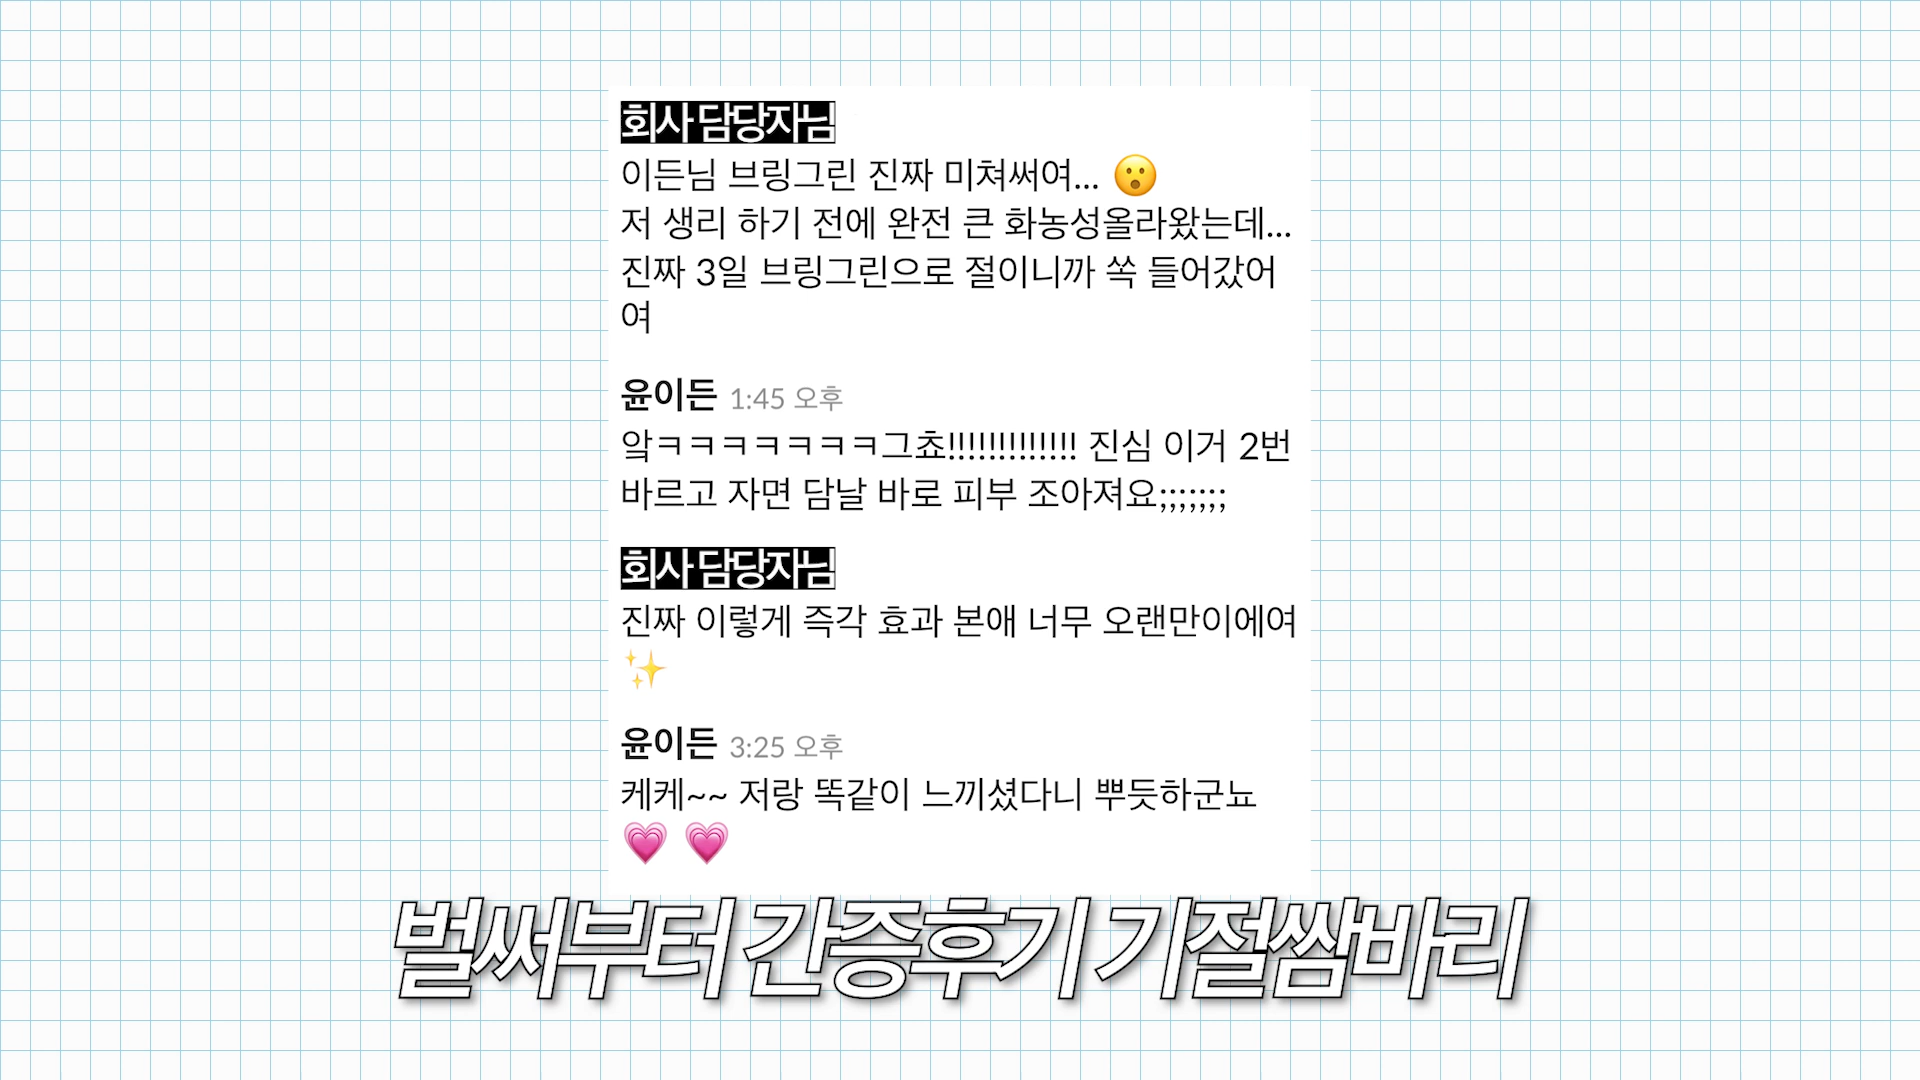 회사 담당자님
이든님 브링그린 진짜 미쳐써여... 😮
저 생리 하기 전에 완전 큰 화농성올라왔는데...
진짜 3일 브링그린으로 절이니까 쏙 들어갔어
여
윤이든 1:45 오후
앜ㅋㅋㅋㅋㅋㅋㅋ그쵸!!!!!!!!!!!!!! 진심 이거 2번
바르고 자면 담날 바로 피부 조아져요;;;;;;;
회사 담당자님
진짜 이렇게 즉각 효과 본애 너무 오랜만이에여
✨
윤이든 3:25 오후
케케~~ 저랑 똑같이 느끼셨다니 뿌듯하군뇨
💗 💗
벌써부터 간증후기 기절쌈바리